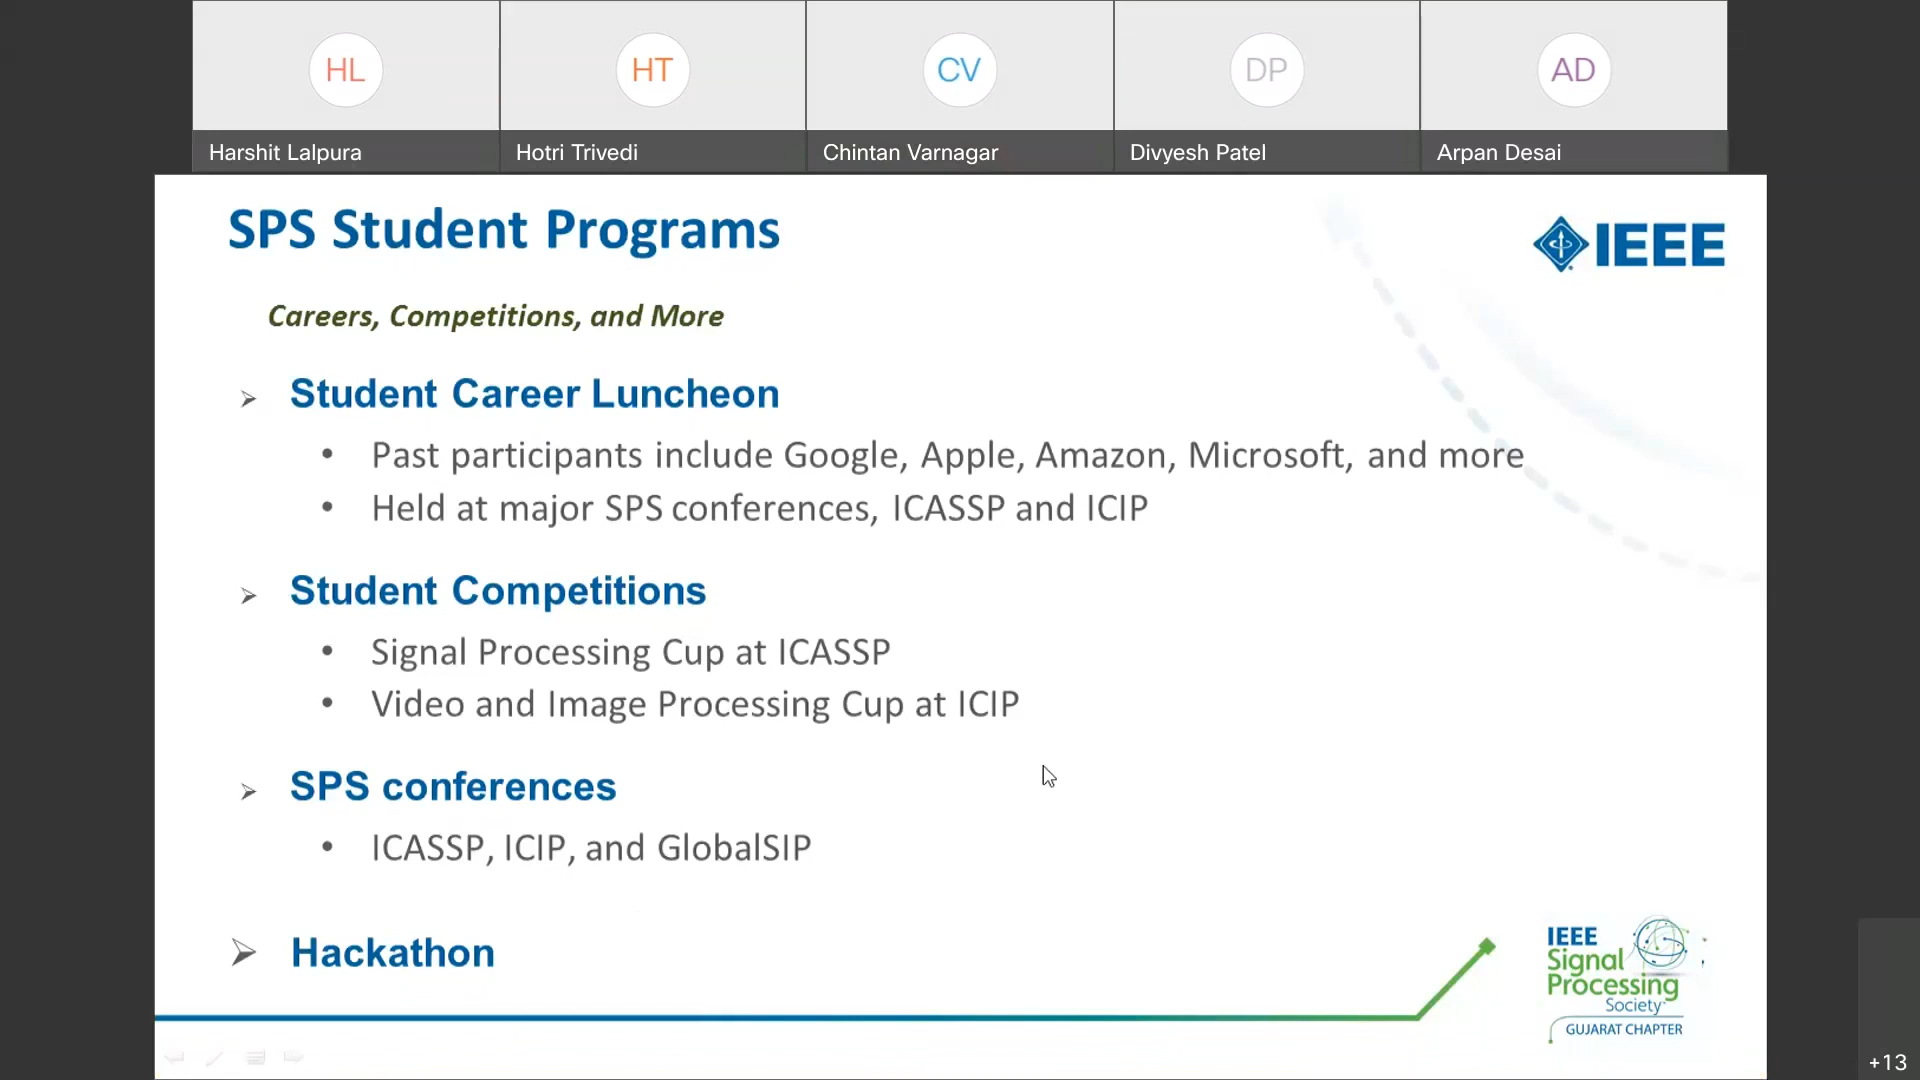 HL
HT
CV
DP
AD
Harshit Lalpura
Hotri Trivedi
Chintan Varnagar
Divyesh Patel
Arpan Desai
SPS Student Programs
IEEE
Careers, Competitions, and More
Student Career Luncheon
Past participants include Google, Apple, Amazon, Microsoft, and more
Held at major SPS conferences, ICASSP and ICIP
Student Competitions
Signal Processing Cup at ICASSP
Video and Image Processing Cup at ICIP
SPS conferences
ICASSP, ICIP, and GlobalSIP
Hackathon
IEEE
Signal
Processing
Society
GUJARAT CHAPTER
+13